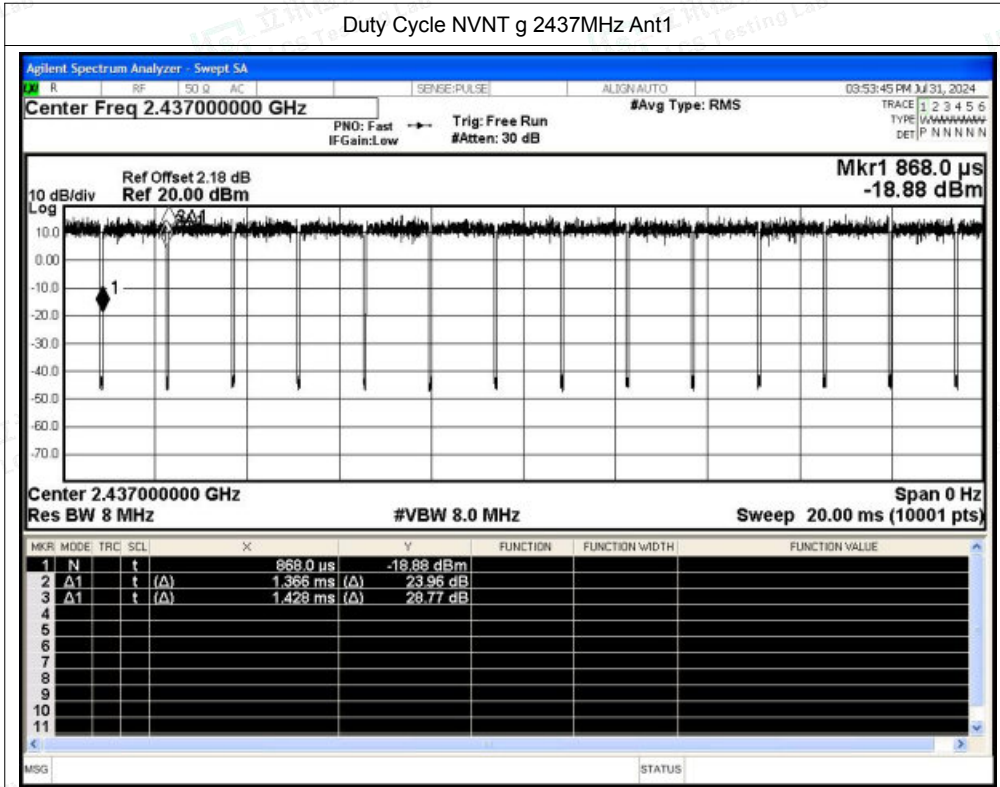 Duty Cycle NVNT g 2437MHz Ant1
Agilent Spectrum Analyzer - Swept SA
R RF 50 Ω AC SENSE:PULSE ALIGN AUTO 03:53:45 PM Jul 31, 2024
Center Freq 2.437000000 GHz #Avg Type: RMS TRACE 1 2 3 4 5 6
PNO: Fast Trig: Free Run TYPE
IFGain:Low #Atten: 30 dB DET P N N N N N
Mkr1 868.0 µs
Ref Offset 2.18 dB
10 dB/div Ref 20.00 dBm -18.88 dBm
Log
10.0
0.00
-10.0
1
-20.0
-30.0
-40.0
-50.0
-60.0
-70.0
Center 2.437000000 GHz Span 0 Hz
Res BW 8 MHz #VBW 8.0 MHz Sweep 20.00 ms (10001 pts)
MKR MODE TRC SCL X Y FUNCTION FUNCTION WIDTH FUNCTION VALUE
1 N t 868.0 µs -18.88 dBm
2 Δ1 t (Δ) 1.366 ms (Δ) 23.96 dB
3 Δ1 t (Δ) 1.428 ms (Δ) 28.77 dB
4
5
6
7
8
9
10
11
MSG STATUS